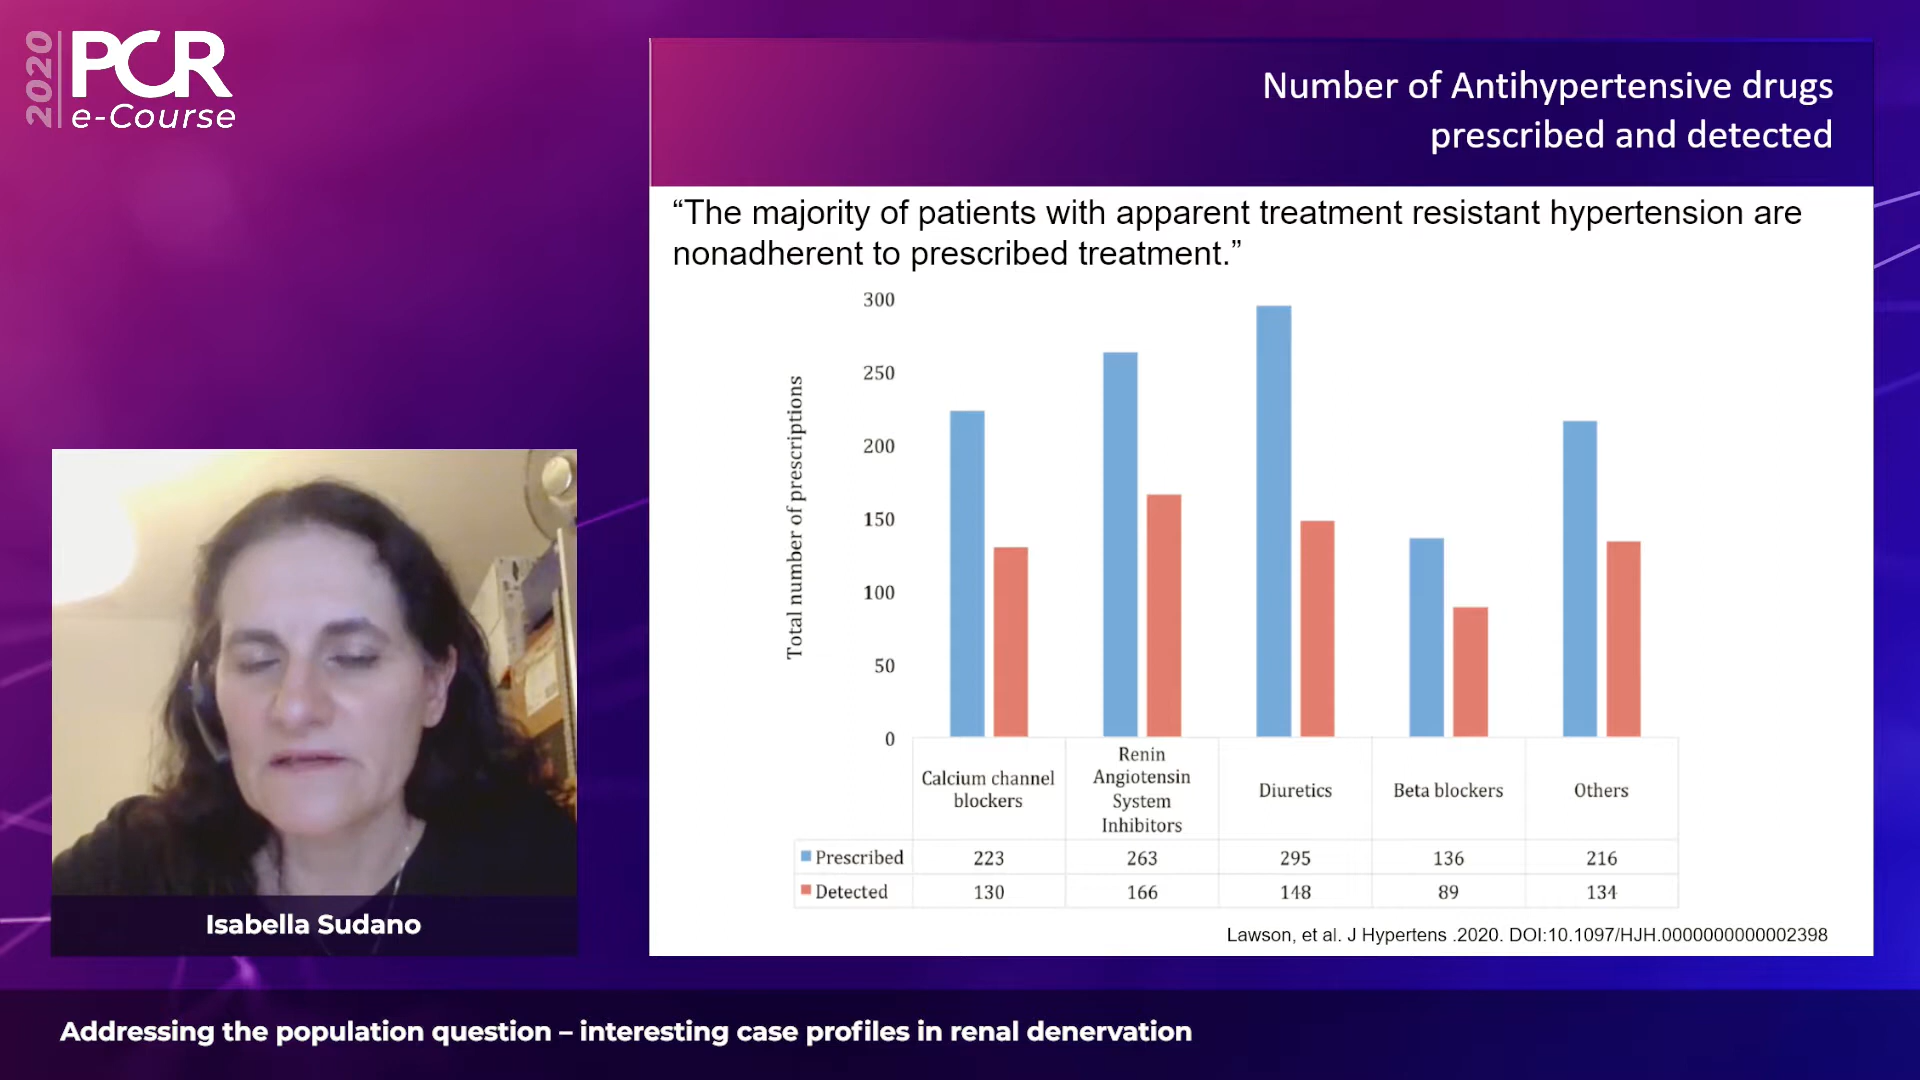 2020
PCR
e-Course
Number of Antihypertensive drugs
prescribed and detected
“The majority of patients with apparent treatment resistant hypertension are
nonadherent to prescribed treatment.”
Total number of prescriptions
300
250
200
150
100
50
0
Calcium channel
blockers
Renin
Angiotensin
System
Inhibitors
Diuretics
Beta blockers
Others
Prescribed 223 263 295 136 216
Detected 130 166 148 89 134
Lawson, et al. J Hypertens .2020. DOI:10.1097/HJH.0000000000002398
Isabella Sudano
Addressing the population question – interesting case profiles in renal denervation